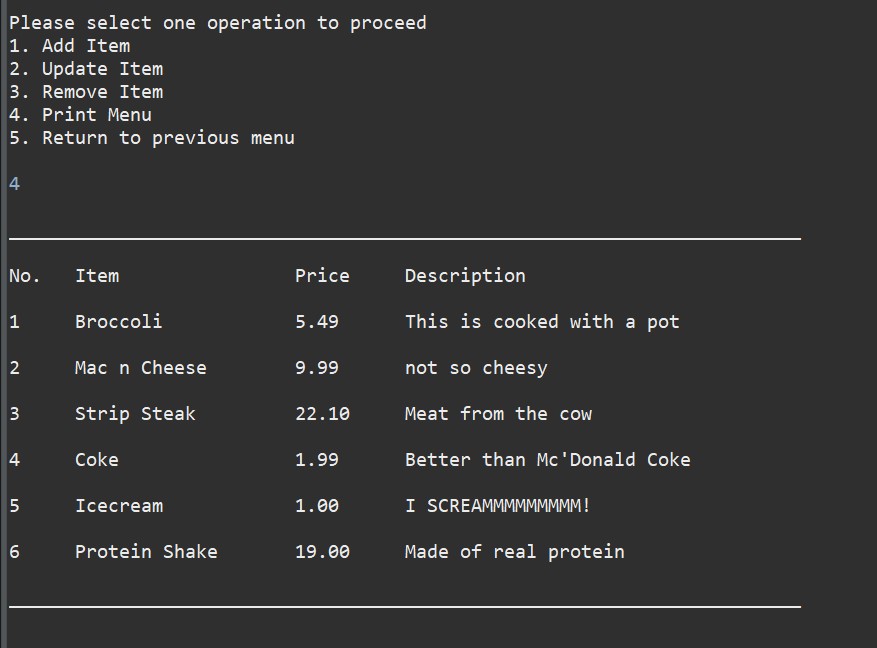 Please select one operation to proceed
1. Add Item
2. Update Item
3. Remove Item
4. Print Menu
5. Return to previous menu
4
No. Item Price Description
1 Broccoli 5.49 This is cooked with a pot
2 Mac n Cheese 9.99 not so cheesy
3 Strip Steak 22.10 Meat from the cow
4 Coke 1.99 Better than Mc'Donald Coke
5 Icecream 1.00 I SCREAMMMMMMMMM!
6 Protein Shake 19.00 Made of real protein